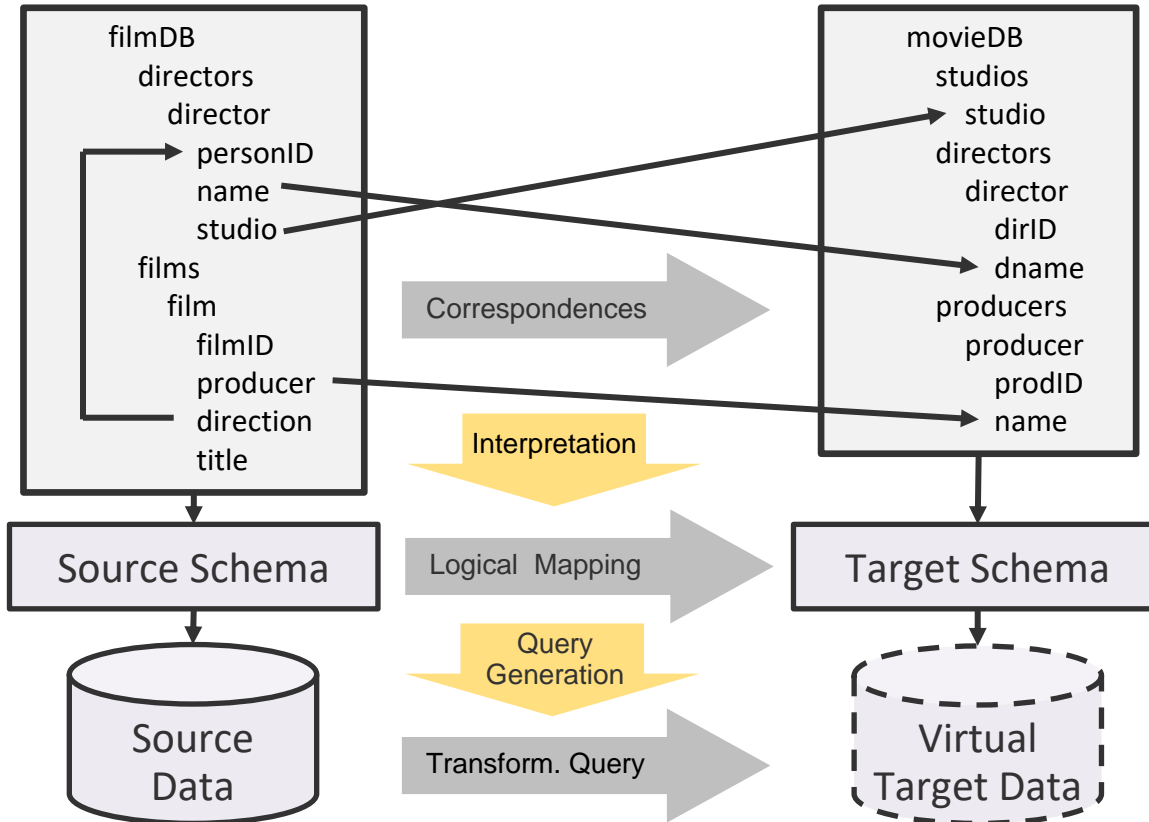 filmDB
directors
director
personID
name
studio
films
film
filmID
producer
direction
title
movieDB
studios
studio
directors
director
dirID
dname
producers
producer
prodID
name
Correspondences
Interpretation
Source Schema
Logical Mapping
Target Schema
Query
Generation
Source
Data
Transform. Query
Virtual
Target Data